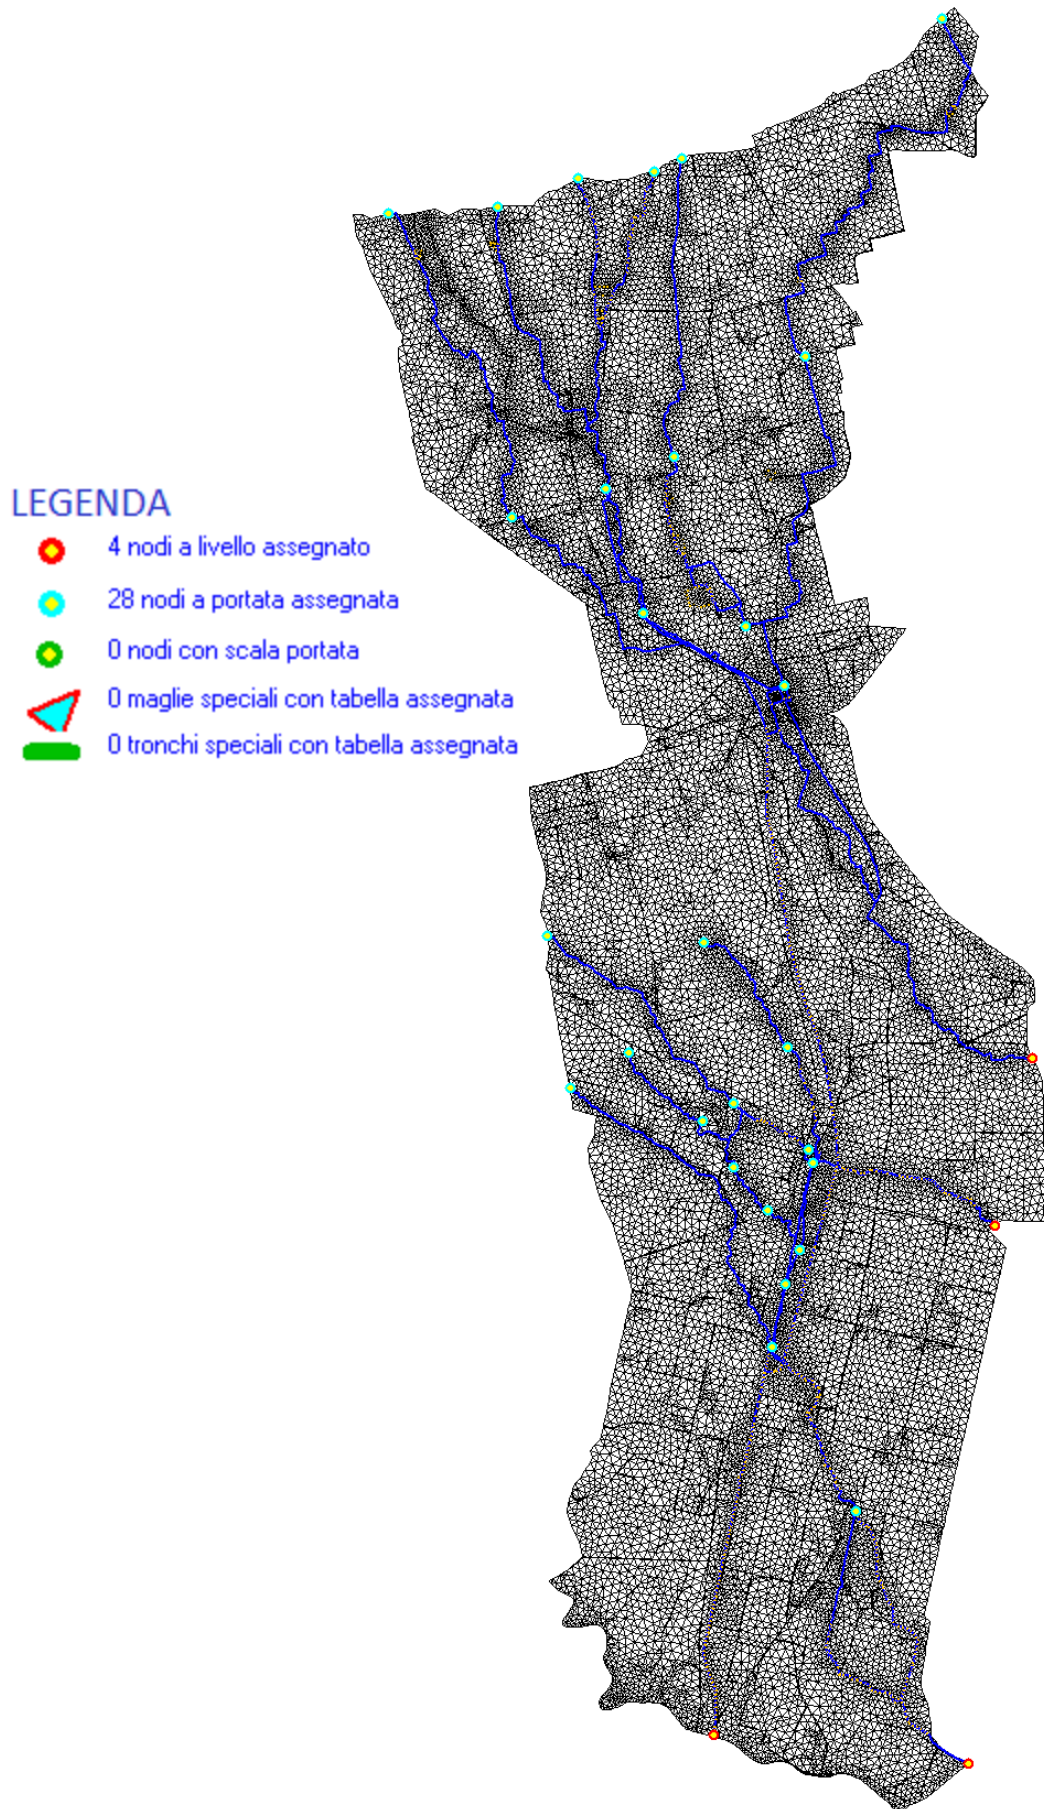 LEGENDA
4 nodi a livello assegnato
28 nodi a portata assegnata
0 nodi con scala portata
0 maglie speciali con tabella assegnata
0 tronchi speciali con tabella assegnata